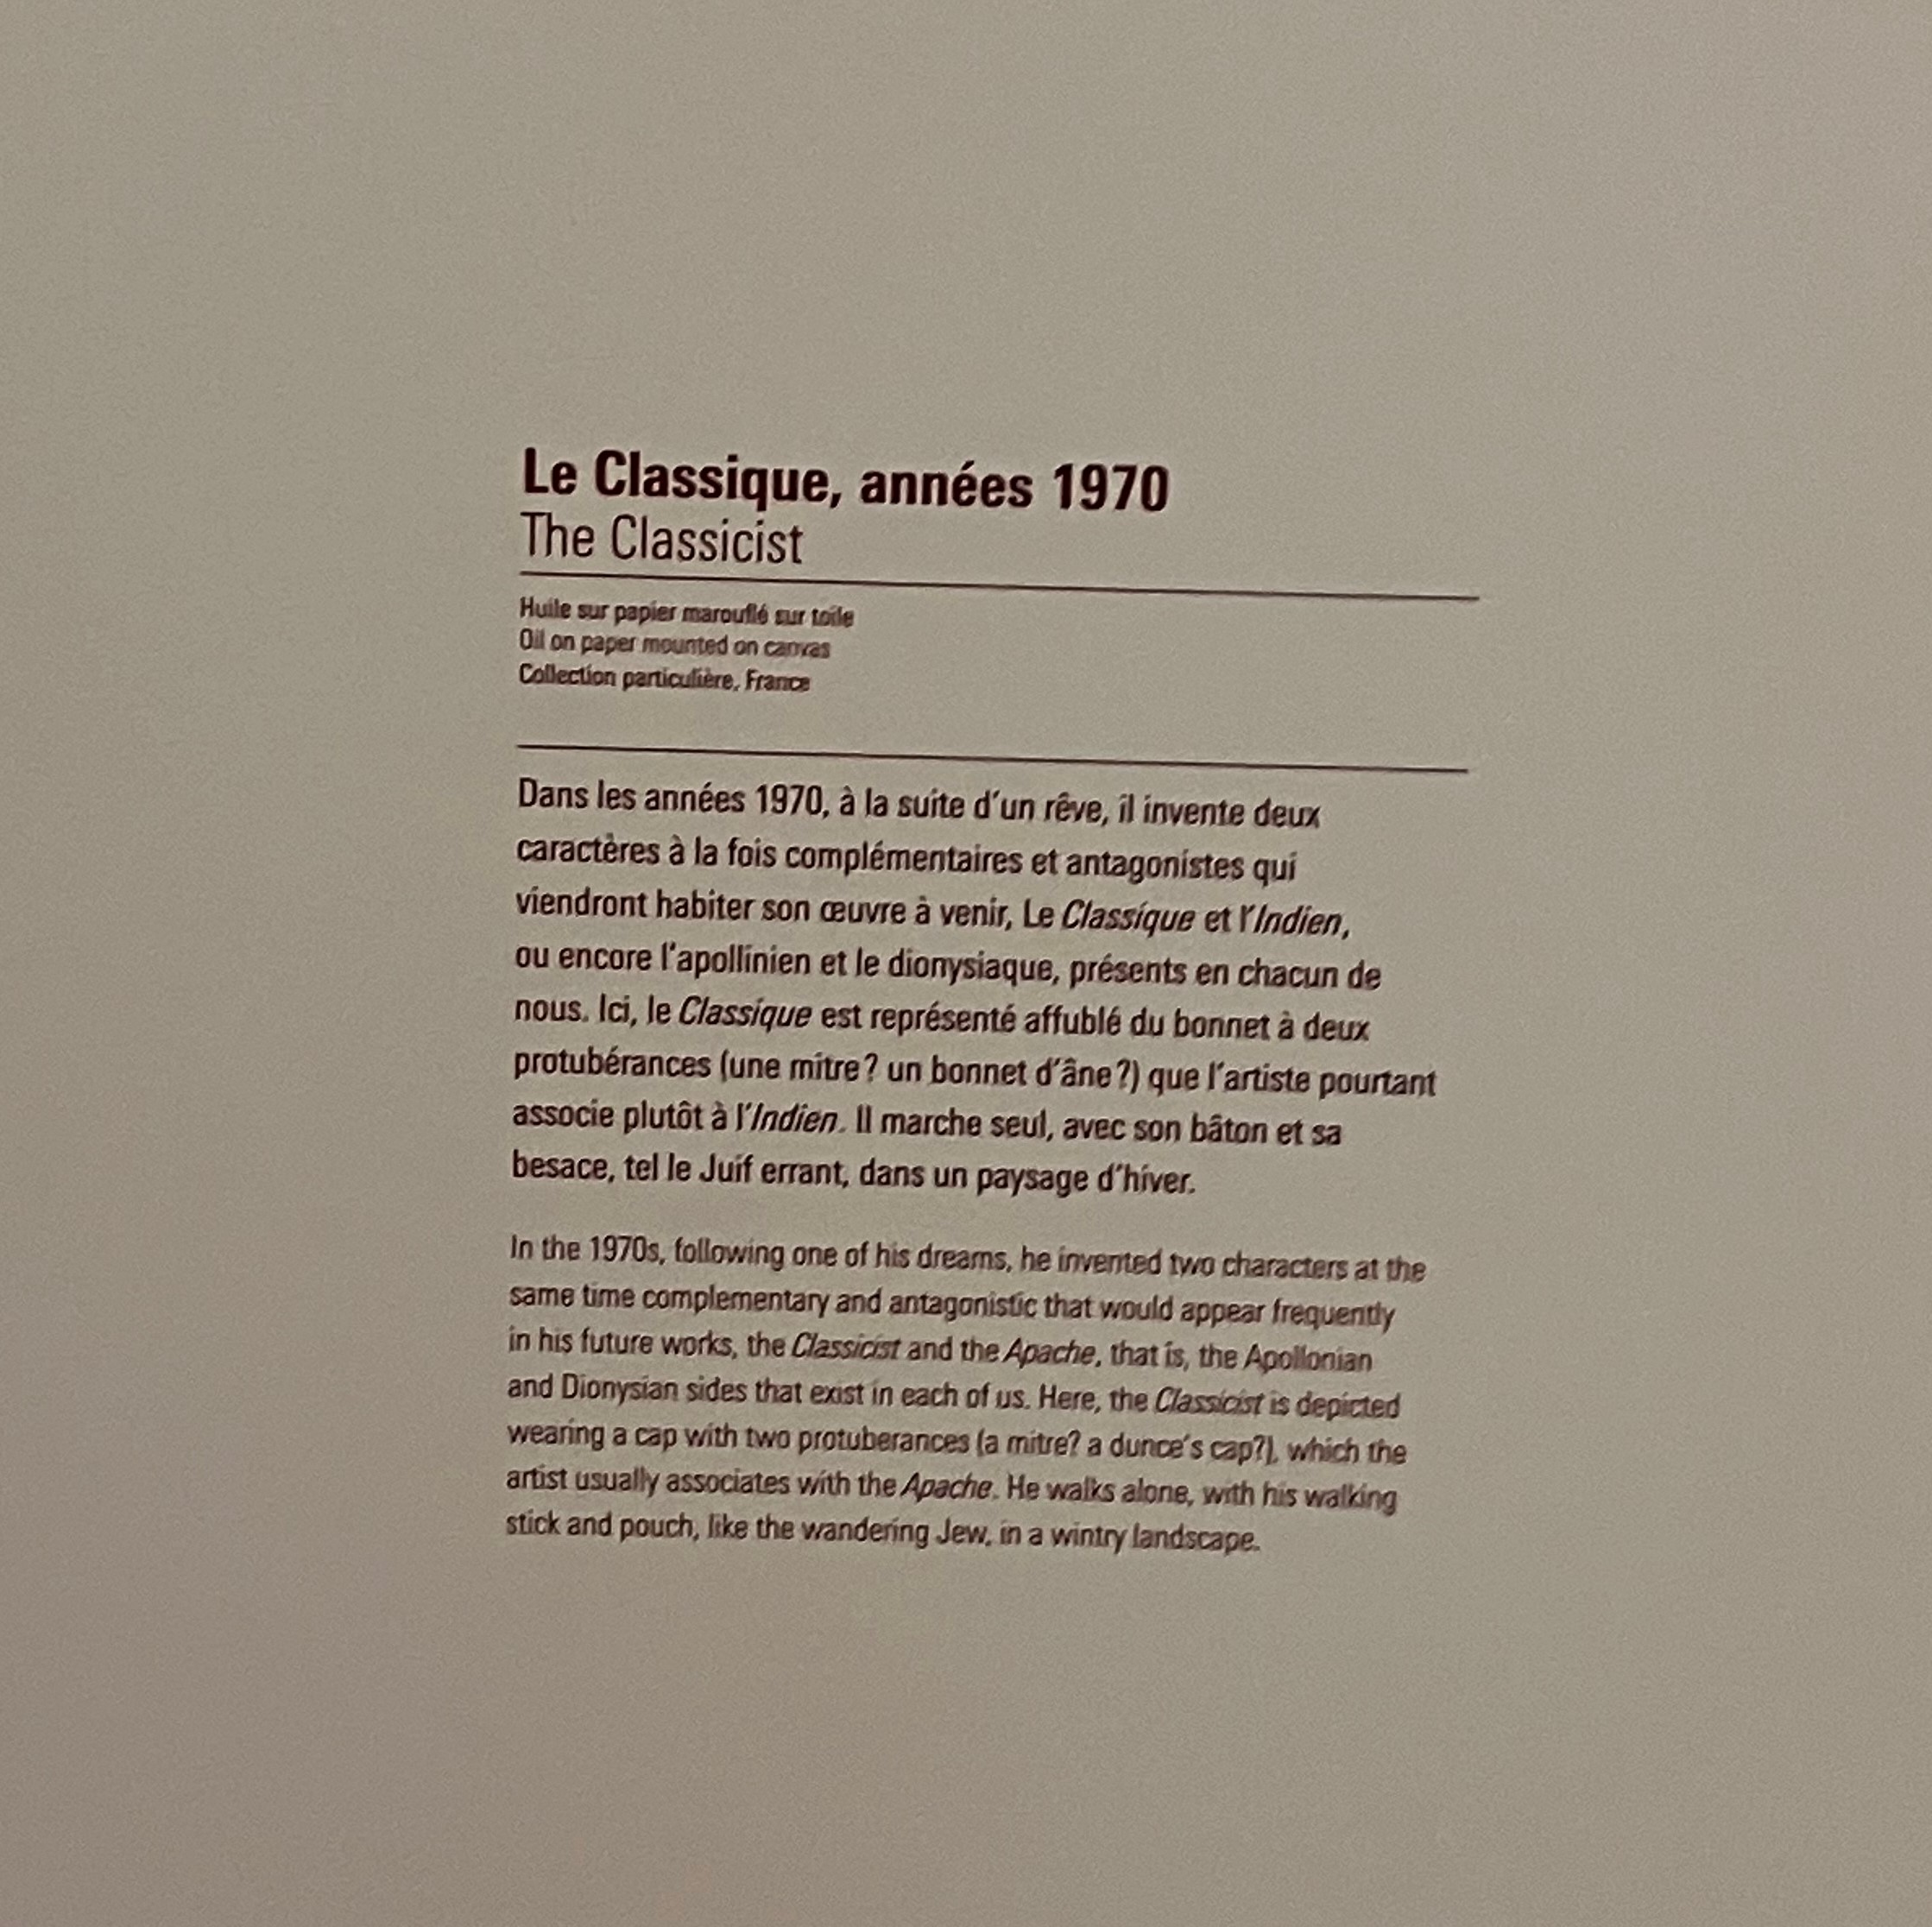 Le Classique, années 1970
The Classicist
Huile sur papier marouflé sur toile
Oil on paper mounted on canvas
Collection particulière, France
Dans les années 1970, à la suite d'un rêve, il invente deux
caractères à la fois complémentaires et antagonistes qui
viendront habiter son œuvre à venir, Le Classique et l'Indien,
ou encore l'apollinien et le dionysiaque, présents en chacun de
nous. Ici, le Classique est représenté affublé du bonnet à deux
protubérances (une mitre? un bonnet d'âne?) que l'artiste pourtant
associe plutôt à l'Indien. Il marche seul, avec son bâton et sa
besace, tel le Juif errant, dans un paysage d'hiver.
In the 1970s, following one of his dreams, he invented two characters at the
same time complementary and antagonistic that would appear frequently
in his future works, the Classicist and the Apache, that is, the Apollonian
and Dionysian sides that exist in each of us. Here, the Classicist is depicted
wearing a cap with two protuberances (a mitre? a dunce's cap?), which the
artist usually associates with the Apache. He walks alone, with his walking
stick and pouch, like the wandering Jew, in a wintry landscape.